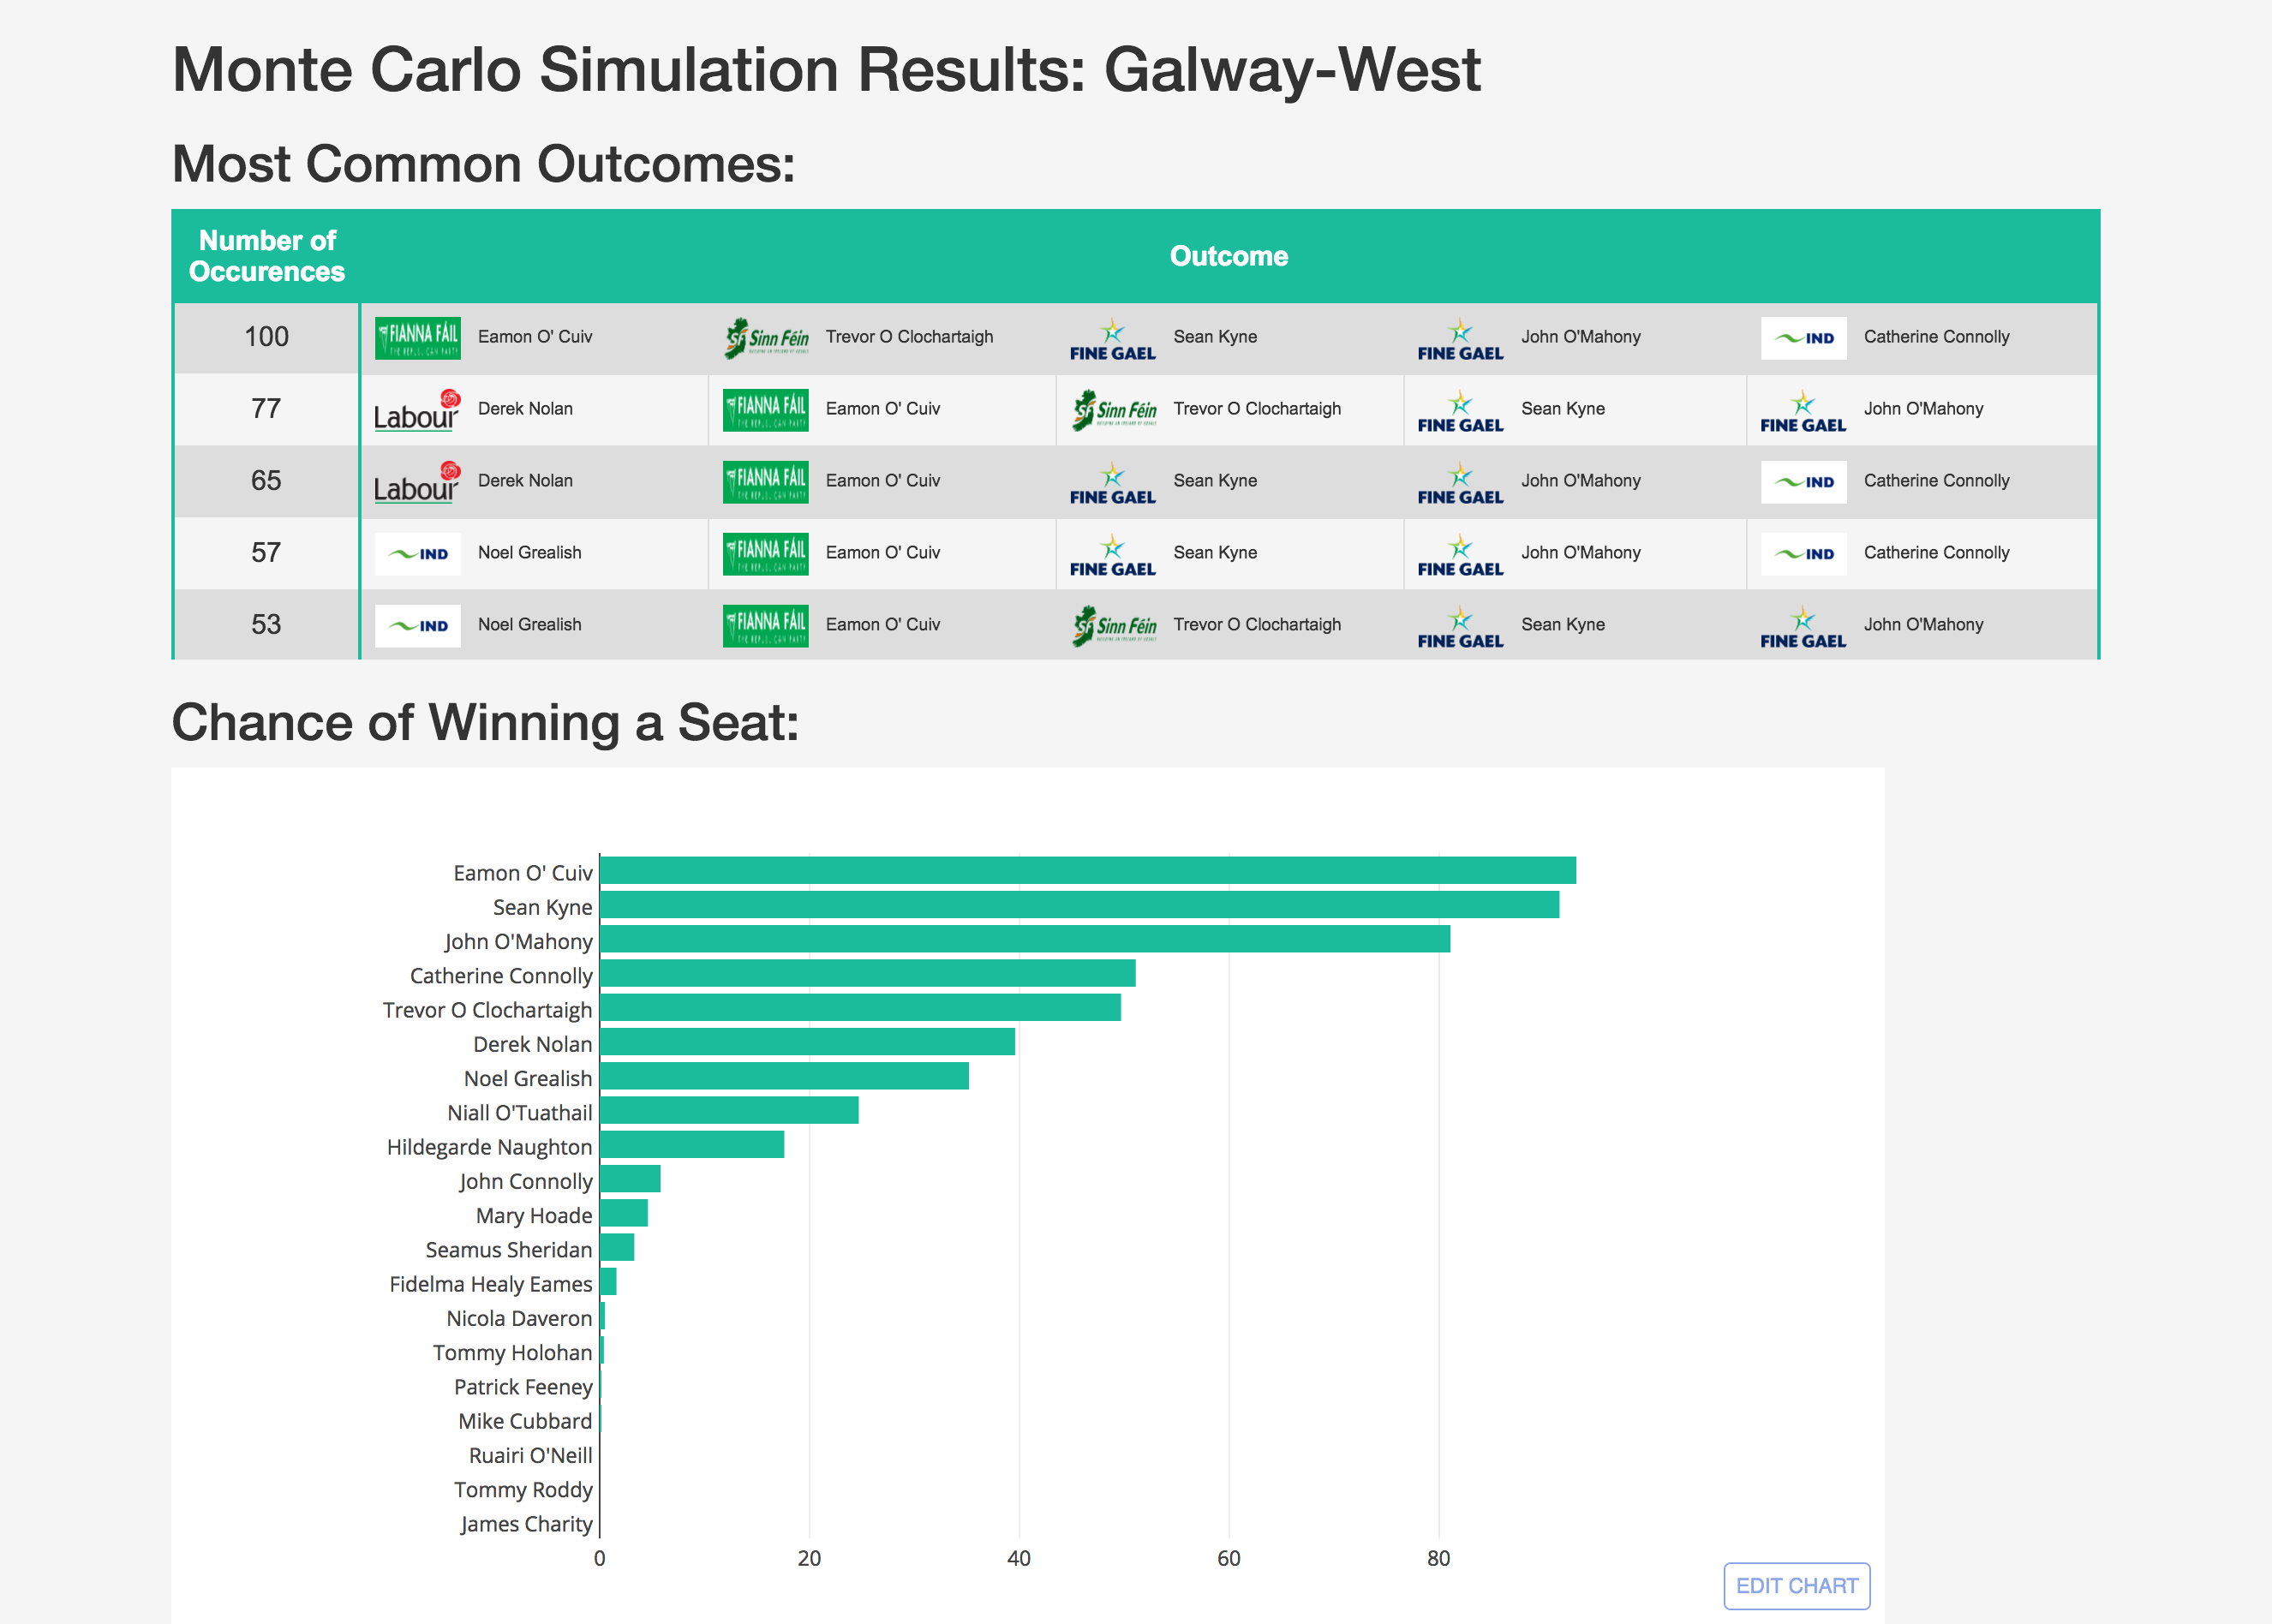 Monte Carlo Simulation Results: Galway-West
Most Common Outcomes:
Number of
Occurences
Outcome
100 FIANNA FÁIL Eamon O' Cuiv Sinn Féin Trevor O Clochartaigh FINE GAEL Sean Kyne FINE GAEL John O'Mahony IND Catherine Connolly
77 Labour Derek Nolan FIANNA FÁIL Eamon O' Cuiv Sinn Féin Trevor O Clochartaigh FINE GAEL Sean Kyne FINE GAEL John O'Mahony
65 Labour Derek Nolan FIANNA FÁIL Eamon O' Cuiv FINE GAEL Sean Kyne FINE GAEL John O'Mahony IND Catherine Connolly
57 IND Noel Grealish FIANNA FÁIL Eamon O' Cuiv FINE GAEL Sean Kyne FINE GAEL John O'Mahony IND Catherine Connolly
53 IND Noel Grealish FIANNA FÁIL Eamon O' Cuiv Sinn Féin Trevor O Clochartaigh FINE GAEL Sean Kyne FINE GAEL John O'Mahony
Chance of Winning a Seat:
Eamon O' Cuiv
Sean Kyne
John O'Mahony
Catherine Connolly
Trevor O Clochartaigh
Derek Nolan
Noel Grealish
Niall O'Tuathail
Hildegarde Naughton
John Connolly
Mary Hoade
Seamus Sheridan
Fidelma Healy Eames
Nicola Daveron
Tommy Holohan
Patrick Feeney
Mike Cubbard
Ruairi O'Neill
Tommy Roddy
James Charity
0 20 40 60 80
EDIT CHART